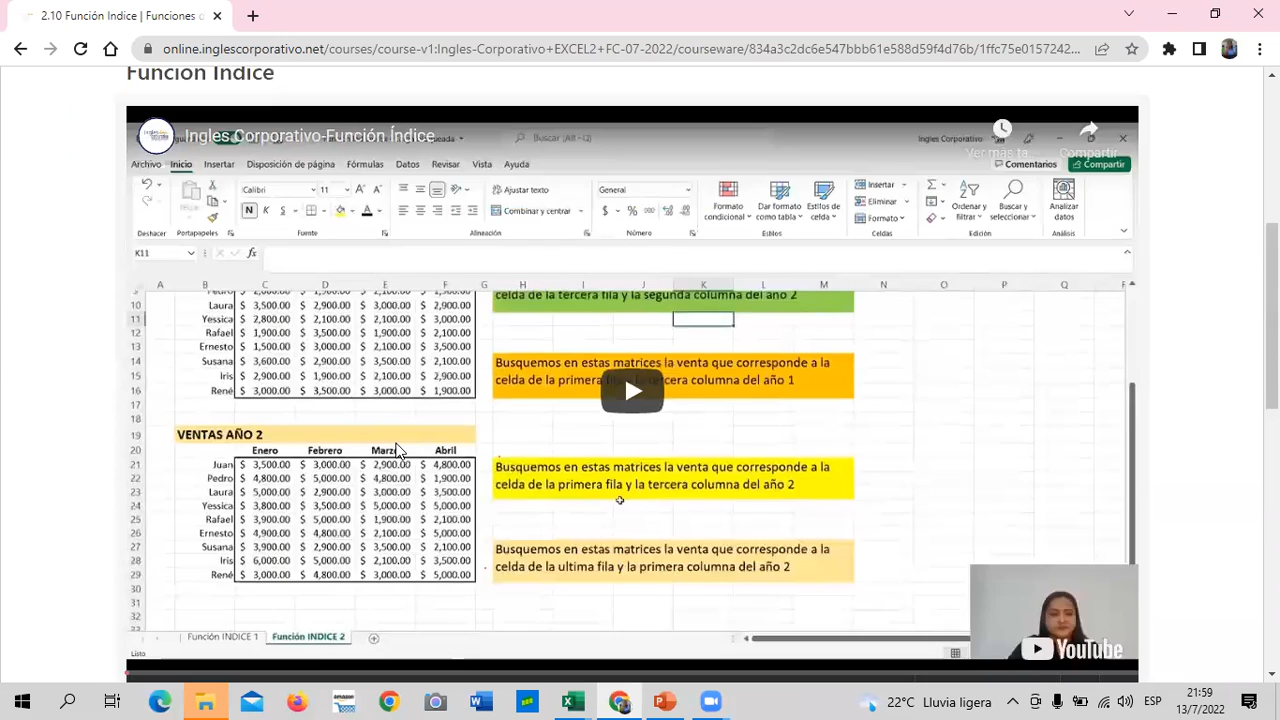 2.10 Función Indice | Funciones d
online.inglescorporativo.net/courses/course-v1:Ingles-Corporativo+EXCEL2+FC-07-2022/courseware/834a3c2dc6e547bbb61e588d59f4d76b/1ffc75e0157242...
Función Indice
Ingles Corporativo-Función Índice
Buscar (Alt
Ingles Corporativo
Ver más ta...
Compartir
Archivo Inicio Insertar Disposición de página Fórmulas Datos Revisar Vista Ayuda
Comentarios Compartir
Calibri 11 Ajustar texto General Insertar
N K S Combinar y centrar $ % 000 Formato condicional Dar formato como tabla Estilos de celda Eliminar Ordenar y filtrar Buscar y seleccionar Analizar datos
Formato
Deshacer Portapapeles Fuente Alineación Número Estilos Celdas Edición Análisis
K11 fx
A B C D E F G H I J K L M N O P Q
celda de la tercera fila y la segunda columna del año 2
10 Laura $ 3,500.00 $ 2,900.00 $ 3,000.00 $ 2,900.00
11 Yessica $ 2,800.00 $ 2,100.00 $ 2,100.00 $ 3,000.00
12 Rafael $ 1,900.00 $ 3,500.00 $ 1,900.00 $ 2,100.00
13 Ernesto $ 1,500.00 $ 3,000.00 $ 2,100.00 $ 3,500.00
14 Susana $ 3,600.00 $ 2,900.00 $ 3,500.00 $ 2,100.00
15 Iris $ 2,900.00 $ 1,900.00 $ 2,100.00 $ 2,900.00
16 René $ 3,000.00 $ 3,500.00 $ 3,000.00 $ 1,900.00
Busquemos en estas matrices la venta que corresponde a la
celda de la primera fila y la tercera columna del año 1
17
18
19 VENTAS AÑO 2
20 Enero Febrero Marzo Abril
21 Juan $ 3,500.00 $ 3,000.00 $ 2,900.00 $ 4,800.00
22 Pedro $ 4,800.00 $ 5,000.00 $ 4,800.00 $ 1,900.00
23 Laura $ 5,000.00 $ 2,900.00 $ 3,000.00 $ 3,500.00
24 Yessica $ 3,800.00 $ 3,500.00 $ 5,000.00 $ 5,000.00
25 Rafael $ 3,900.00 $ 5,000.00 $ 1,900.00 $ 2,100.00
26 Ernesto $ 4,900.00 $ 4,800.00 $ 2,100.00 $ 5,000.00
27 Susana $ 3,900.00 $ 2,900.00 $ 3,500.00 $ 2,100.00
28 Iris $ 6,000.00 $ 5,000.00 $ 2,100.00 $ 3,500.00
29 René $ 3,000.00 $ 4,800.00 $ 3,000.00 $ 5,000.00
Busquemos en estas matrices la venta que corresponde a la
celda de la primera fila y la tercera columna del año 2
Busquemos en estas matrices la venta que corresponde a la
celda de la ultima fila y la primera columna del año 2
30
31
32
Función INDICE 1 Función INDICE 2
Listo
YouTube
22°C Lluvia ligera
ESP
21:59
13/7/2022